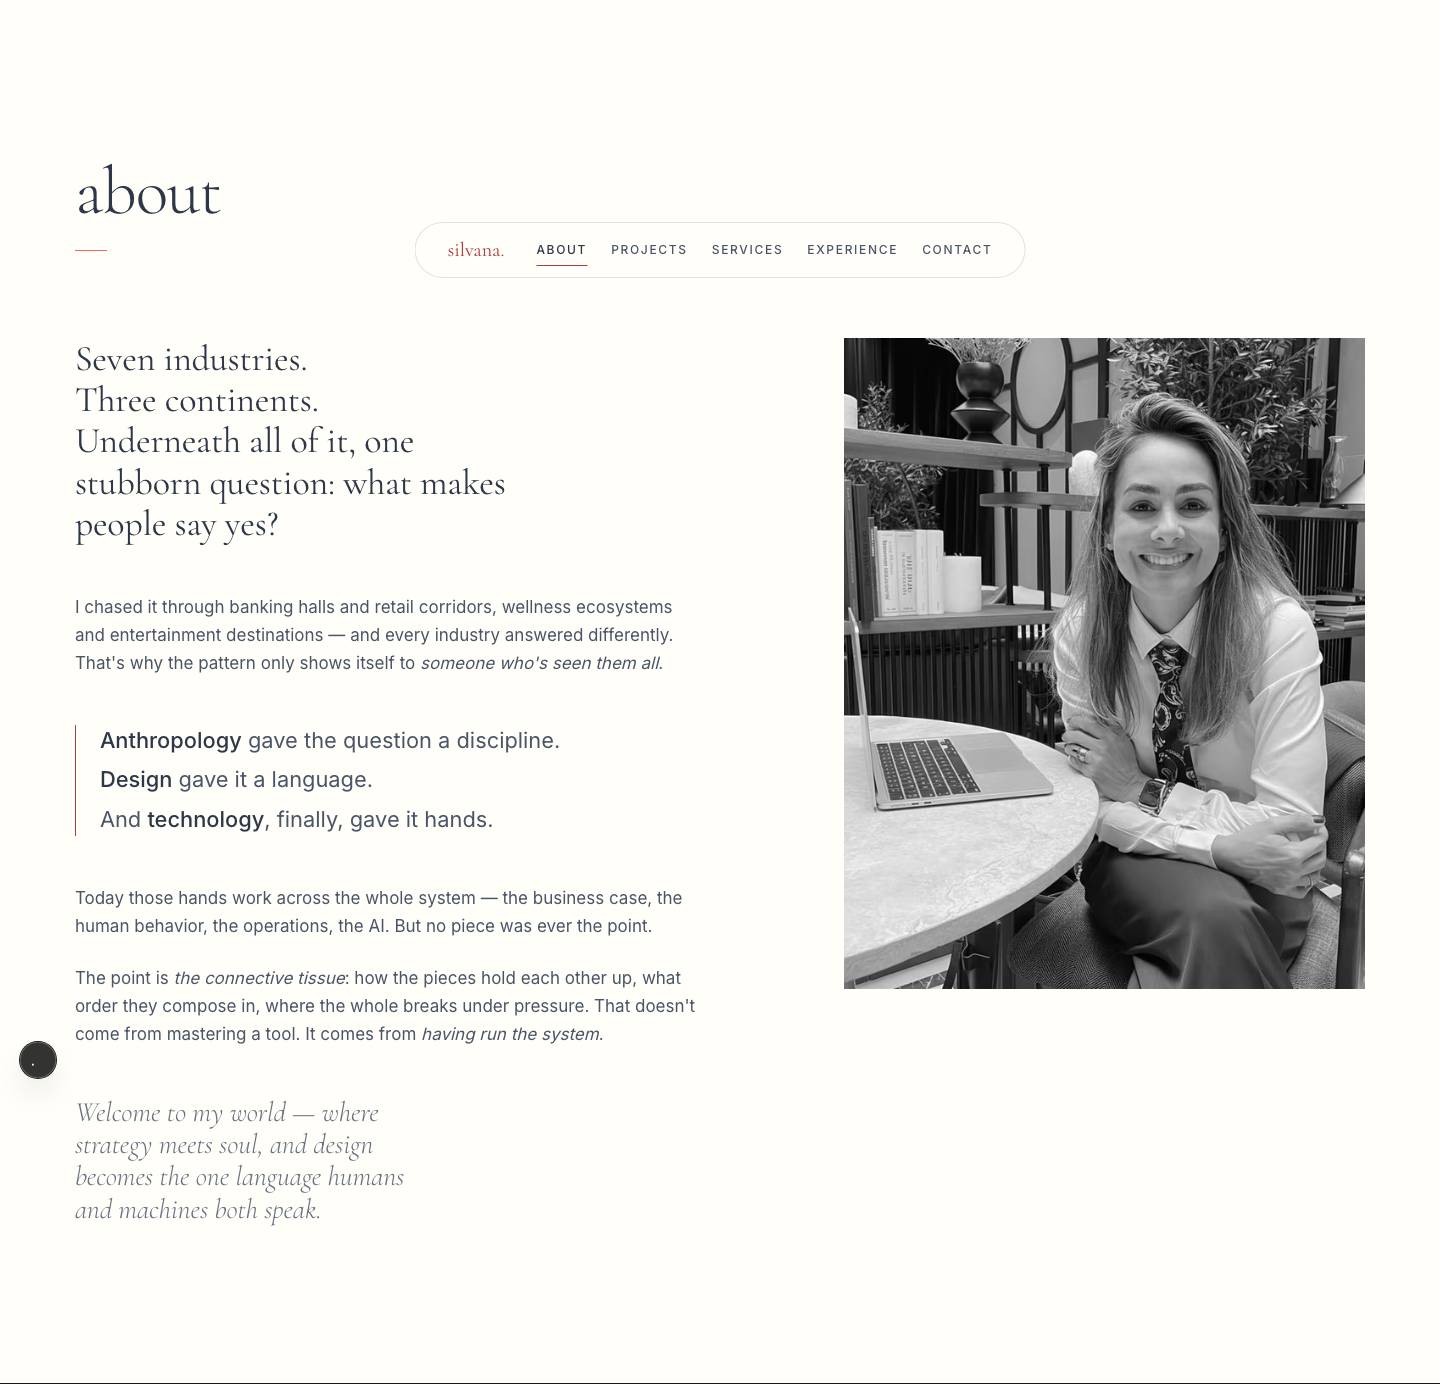 about
silvana. ABOUT PROJECTS SERVICES EXPERIENCE CONTACT
Seven industries.
Three continents.
Underneath all of it, one
stubborn question: what makes
people say yes?
I chased it through banking halls and retail corridors, wellness ecosystems
and entertainment destinations — and every industry answered differently.
That's why the pattern only shows itself to someone who's seen them all.
Anthropology gave the question a discipline.
Design gave it a language.
And technology, finally, gave it hands.
Today those hands work across the whole system — the business case, the
human behavior, the operations, the AI. But no piece was ever the point.
The point is the connective tissue: how the pieces hold each other up, what
order they compose in, where the whole breaks under pressure. That doesn't
come from mastering a tool. It comes from having run the system.
Welcome to my world — where
strategy meets soul, and design
becomes the one language humans
and machines both speak.